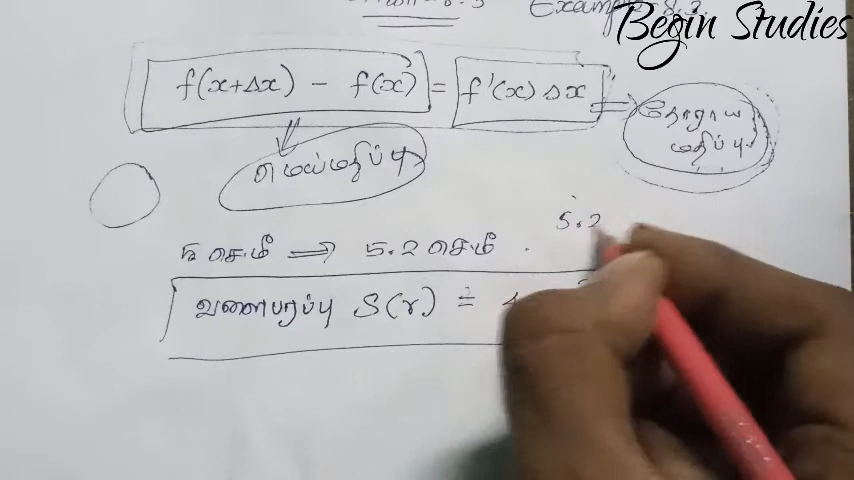 Example 8.3.
Begin Studies
f(x+Δx) - f(x) = f'(x) Δx ⇒ தோராய
மதிப்பு
மெய்மதிப்பு
5.2
5 செ.மீ ⇒ 5.2 செ.மீ .
வளைபரப்பு S(r) =